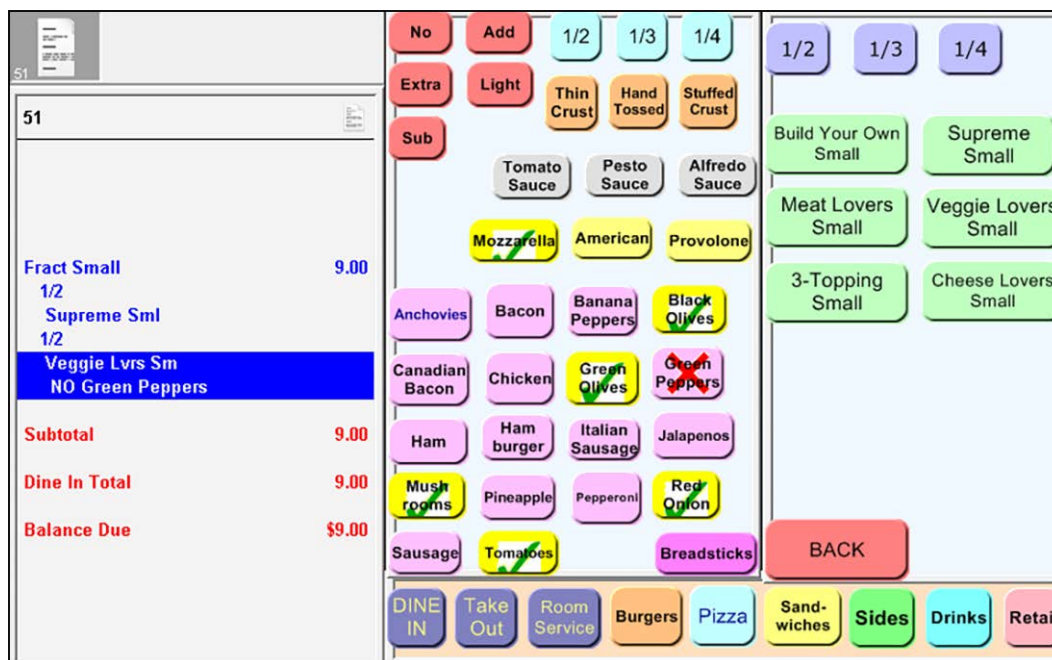 51
51
Fract Small 9.00
1/2
Supreme Sml
1/2
Veggie Lvrs Sm
NO Green Peppers
Subtotal 9.00
Dine In Total 9.00
Balance Due $9.00
No
Add
1/2
1/3
1/4
Extra
Light
Thin
Crust
Hand
Tossed
Stuffed
Crust
Sub
Tomato
Sauce
Pesto
Sauce
Alfredo
Sauce
Mozzarella
American
Provolone
Anchovies
Bacon
Banana
Peppers
Black
Olives
Canadian
Bacon
Chicken
Green
Olives
Green
Peppers
Ham
Ham
burger
Italian
Sausage
Jalapenos
Mush
rooms
Pineapple
Pepperoni
Red
Onion
Sausage
Tomatoes
Breadsticks
1/2
1/3
1/4
Build Your Own
Small
Supreme
Small
Meat Lovers
Small
Veggie Lovers
Small
3-Topping
Small
Cheese Lovers
Small
BACK
DINE
IN
Take
Out
Room
Service
Burgers
Pizza
Sand-
wiches
Sides
Drinks
Retai